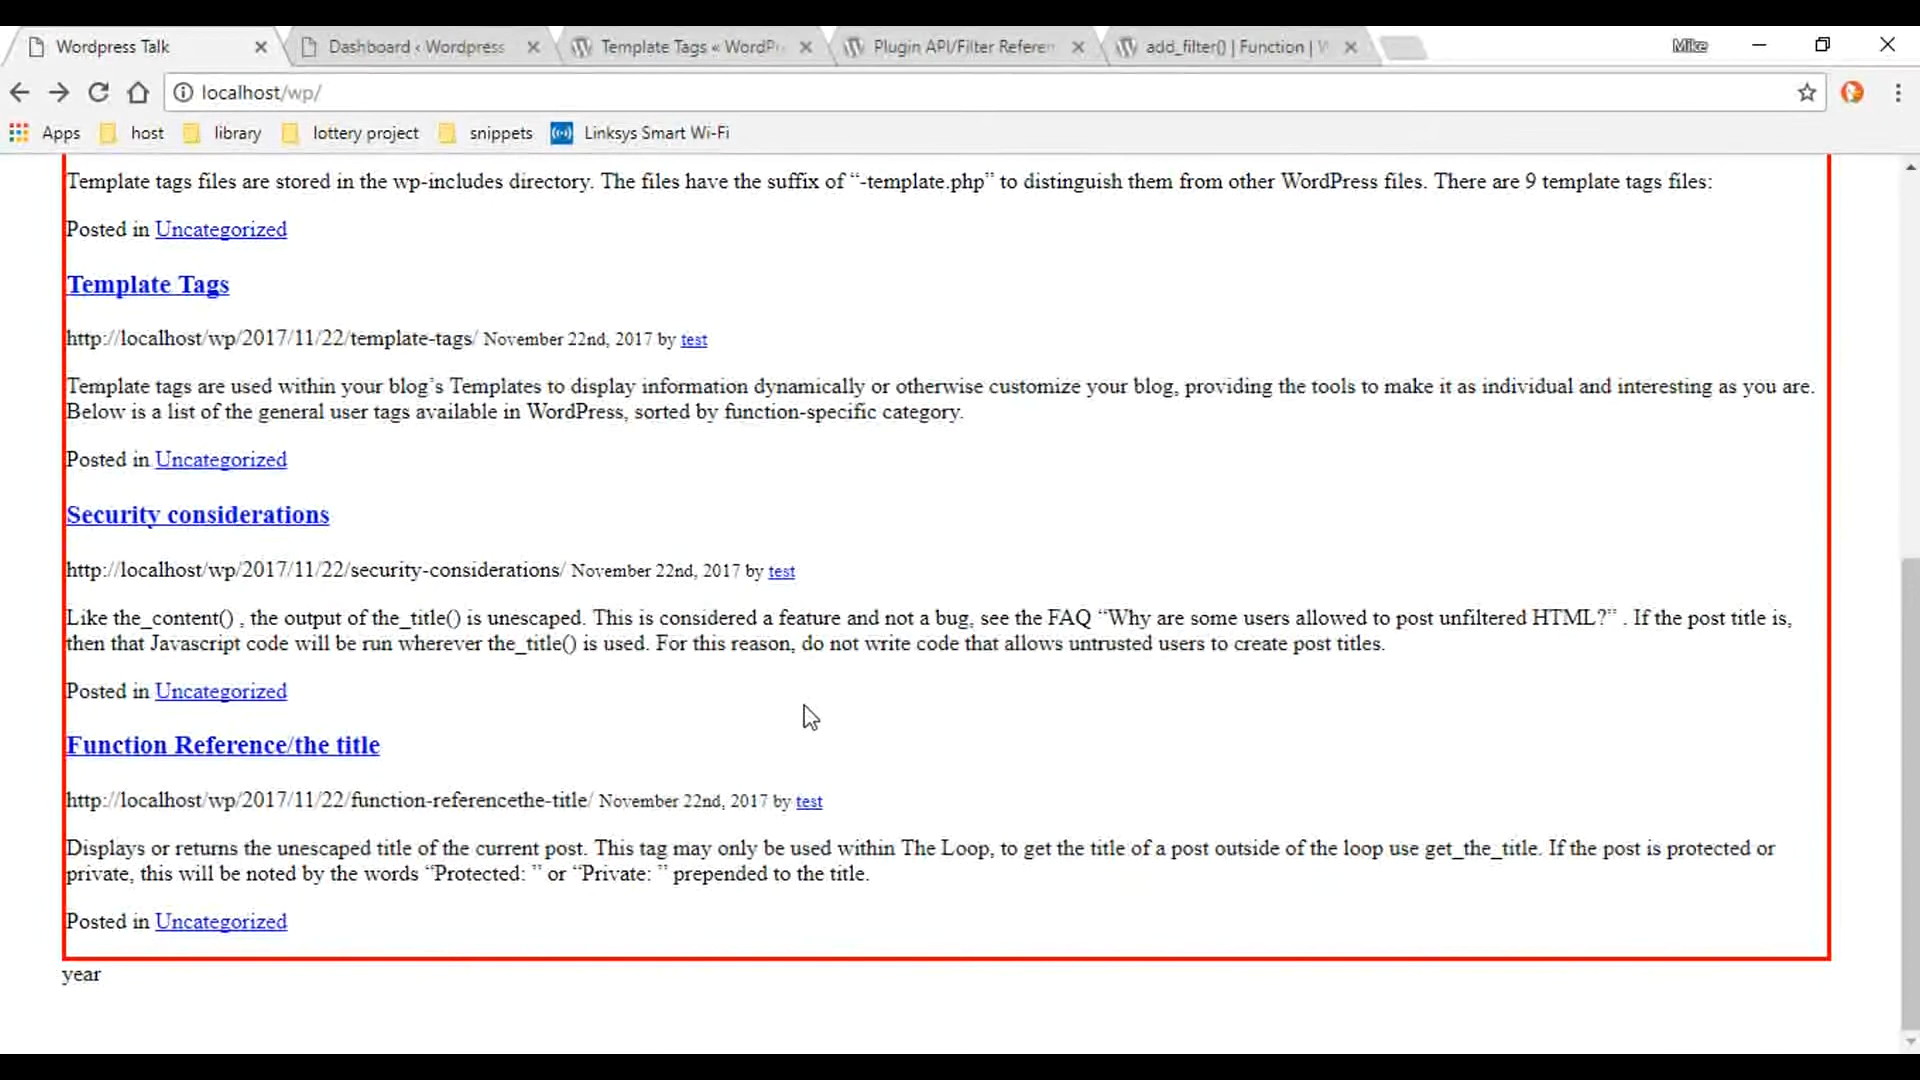 Wordpress Talk
Dashboard ‹ Wordpress
Template Tags « WordPr
Plugin API/Filter Referen
add_filter() | Function |
Mike
localhost/wp/
Apps
host
library
lottery project
snippets
Linksys Smart Wi-Fi
Template tags files are stored in the wp-includes directory. The files have the suffix of “-template.php” to distinguish them from other WordPress files. There are 9 template tags files:
Posted in Uncategorized
Template Tags
http://localhost/wp/2017/11/22/template-tags/ November 22nd, 2017 by test
Template tags are used within your blog’s Templates to display information dynamically or otherwise customize your blog, providing the tools to make it as individual and interesting as you are.
Below is a list of the general user tags available in WordPress, sorted by function-specific category.
Posted in Uncategorized
Security considerations
http://localhost/wp/2017/11/22/security-considerations/ November 22nd, 2017 by test
Like the_content() , the output of the_title() is unescaped. This is considered a feature and not a bug, see the FAQ “Why are some users allowed to post unfiltered HTML?” . If the post title is,
then that Javascript code will be run wherever the_title() is used. For this reason, do not write code that allows untrusted users to create post titles.
Posted in Uncategorized
Function Reference/the title
http://localhost/wp/2017/11/22/function-referencethe-title/ November 22nd, 2017 by test
Displays or returns the unescaped title of the current post. This tag may only be used within The Loop, to get the title of a post outside of the loop use get_the_title. If the post is protected or
private, this will be noted by the words “Protected: ” or “Private: ” prepended to the title.
Posted in Uncategorized
year